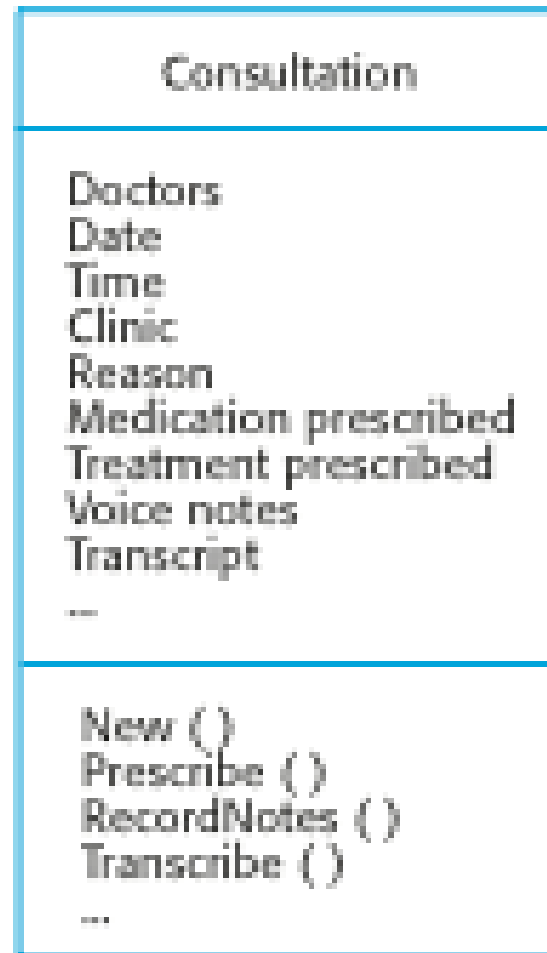 Consultation
Doctors
Date
Time
Clinic
Reason
Medication prescribed
Treatment prescribed
Voice notes
Transcript
...
New ( )
Prescribe ( )
RecordNotes ( )
Transcribe ( )
...